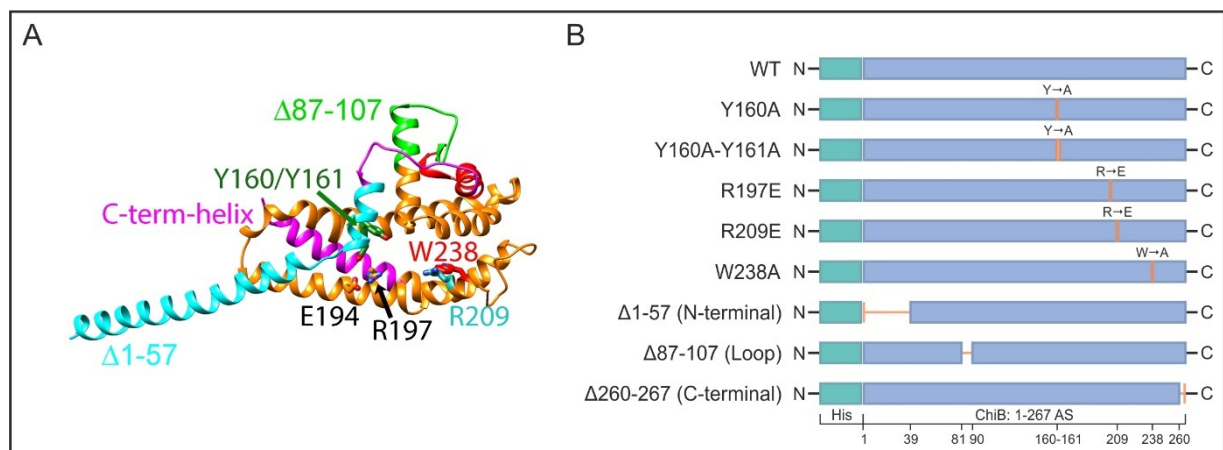 A
Δ87-107
Y160/Y161
C-term-helix
W238
E194
R197
R209
Δ1-57
B
WT N C
Y→A
Y160A N C
Y→A
Y160A-Y161A N C
R→E
R197E N C
R→E
R209E N C
W→A
W238A N C
Δ1-57 (N-terminal) N C
Δ87-107 (Loop) N C
Δ260-267 (C-terminal) N C
His ChiB: 1-267 AS
1 39 81 90 160-161 209 238 260